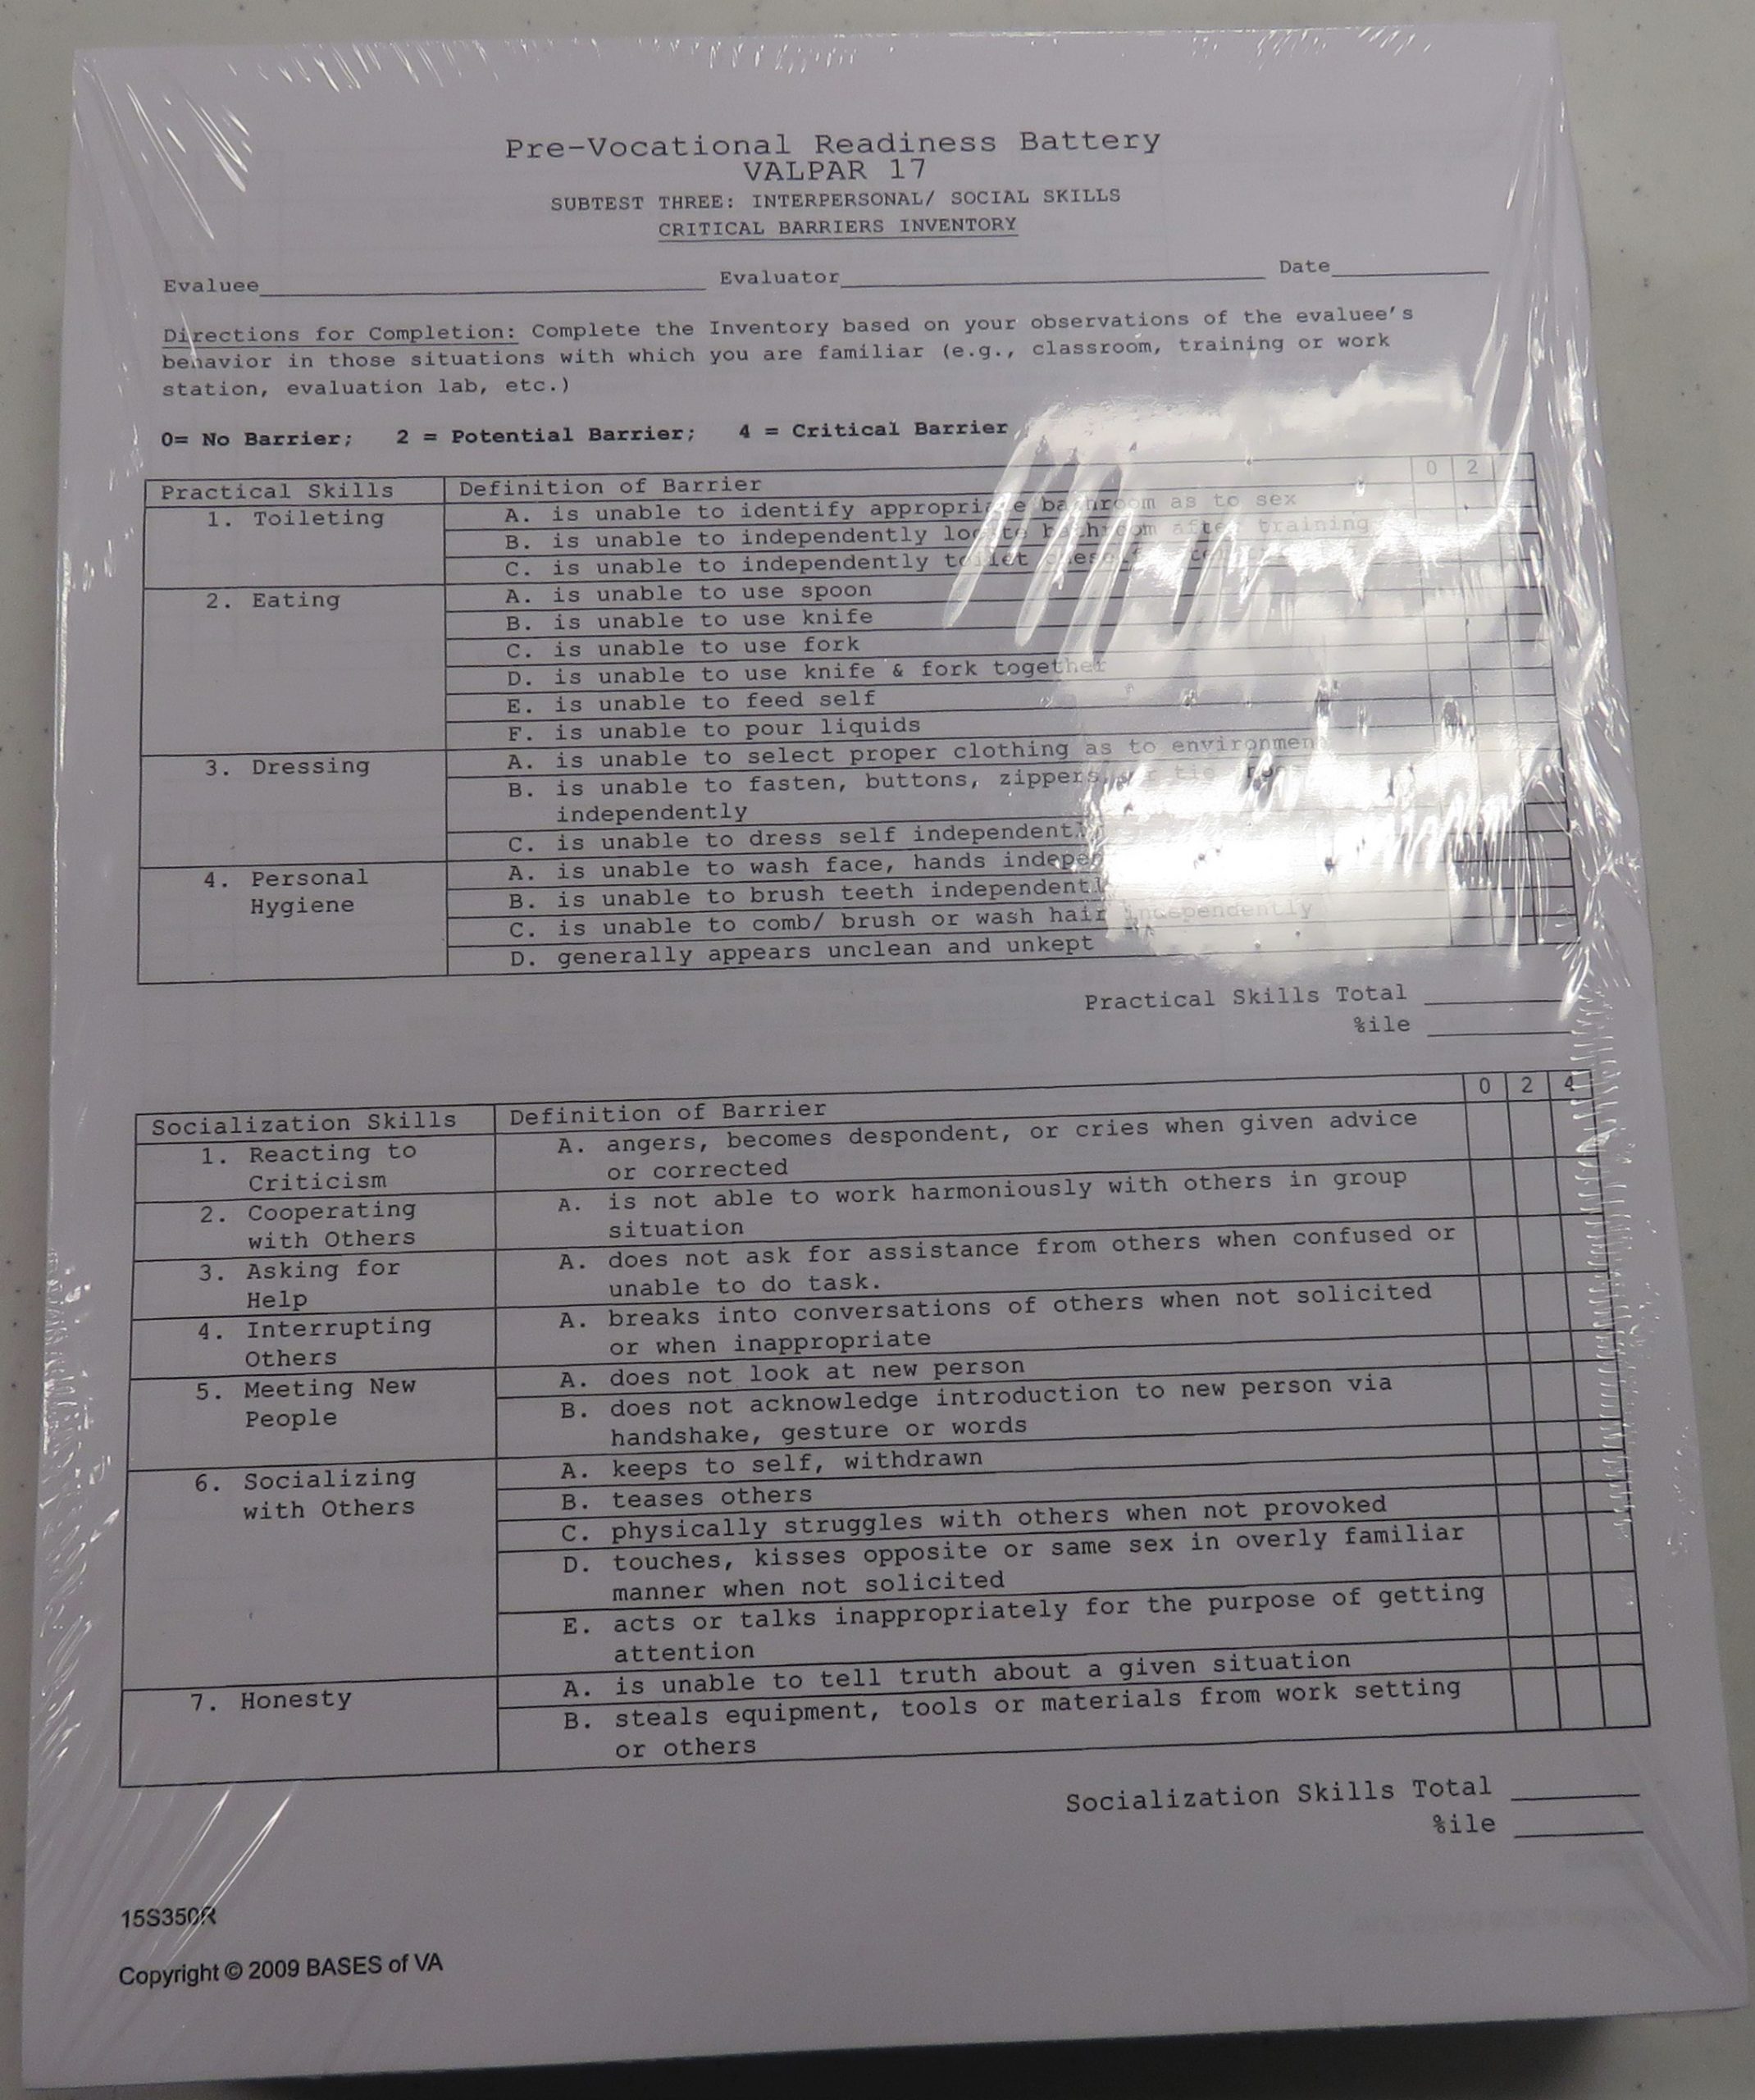 Pre-Vocational Readiness Battery
VALPAR 17
SUBTEST THREE: INTERPERSONAL/ SOCIAL SKILLS
CRITICAL BARRIERS INVENTORY
Evaluee Evaluator Date
Directions for Completion: Complete the Inventory based on your observations of the evaluee's
behavior in those situations with which you are familiar (e.g., classroom, training or work
station, evaluation lab, etc.)
0= No Barrier; 2 = Potential Barrier; 4 = Critical Barrier
Practical Skills Definition of Barrier 0 2
1. Toileting A. is unable to identify appropriate bathroom as to sex
B. is unable to independently locate bathroom after training
C. is unable to independently toilet
2. Eating A. is unable to use spoon
B. is unable to use knife
C. is unable to use fork
D. is unable to use knife & fork together
E. is unable to feed self
F. is unable to pour liquids
3. Dressing A. is unable to select proper clothing as to environment
B. is unable to fasten, buttons, zippers, or tie
independently
C. is unable to dress self independently
4. Personal A. is unable to wash face, hands
Hygiene B. is unable to brush teeth independently
C. is unable to comb/ brush or wash hair independently
D. generally appears unclean and unkept
Practical Skills Total
%ile
Socialization Skills Definition of Barrier 0 2 4
1. Reacting to A. angers, becomes despondent, or cries when given advice
Criticism or corrected
2. Cooperating A. is not able to work harmoniously with others in group
with Others situation
3. Asking for A. does not ask for assistance from others when confused or
Help unable to do task.
4. Interrupting A. breaks into conversations of others when not solicited
Others or when inappropriate
5. Meeting New A. does not look at new person
People B. does not acknowledge introduction to new person via
handshake, gesture or words
6. Socializing A. keeps to self, withdrawn
with Others B. teases others
C. physically struggles with others when not provoked
D. touches, kisses opposite or same sex in overly familiar
manner when not solicited
E. acts or talks inappropriately for the purpose of getting
attention
7. Honesty A. is unable to tell truth about a given situation
B. steals equipment, tools or materials from work setting
or others
Socialization Skills Total
%ile
15S350R
Copyright © 2009 BASES of VA